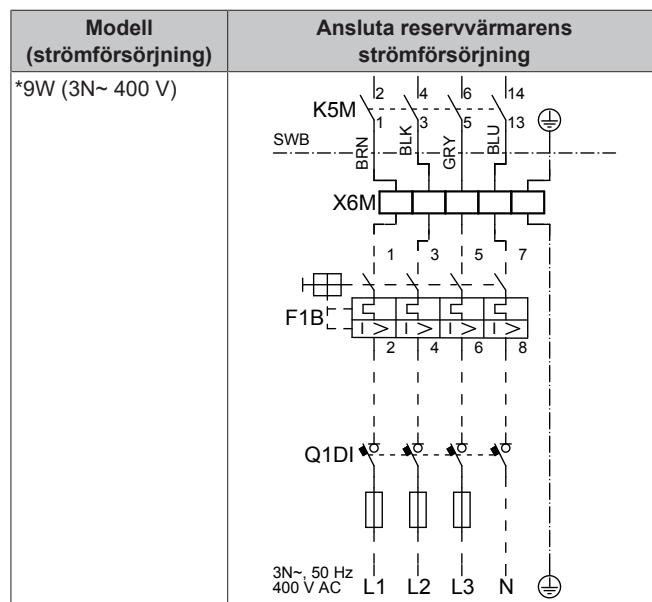 Modell
(strömförsörjning)
Ansluta reservvärmarens
strömförsörjning
*9W (3N~ 400 V)
2 4 6 14
K5M
1 3 5 13
SWB
BRN BLK GRY BLU
X6M
1 3 5 7
F1B
I > I > I > I >
2 4 6 8
Q1DI
3N~, 50 Hz
400 V AC
L1 L2 L3 N